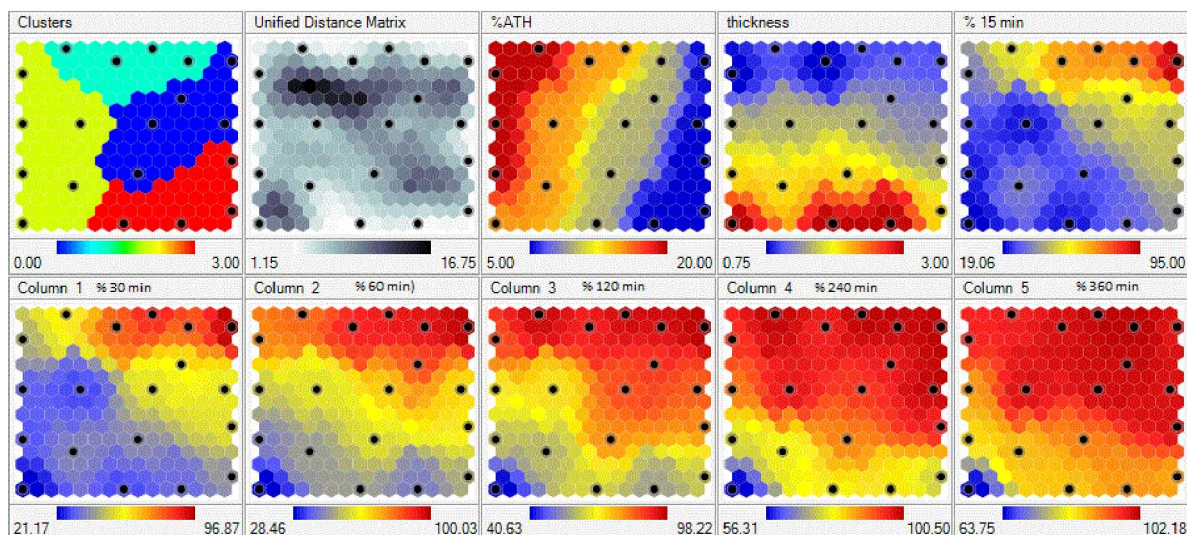 Clusters Unified Distance Matrix %ATH thickness % 15 min
0.00 3.00 1.15 16.75 5.00 20.00 0.75 3.00 19.06 95.00
Column 1 % 30 min Column 2 % 60 min) Column 3 % 120 min Column 4 % 240 min Column 5 % 360 min
21.17 96.87 28.46 100.03 40.63 98.22 56.31 100.50 63.75 102.18